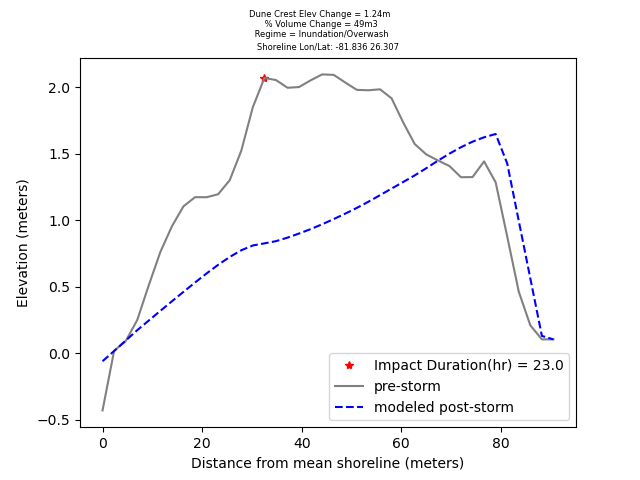 Dune Crest Elev Change = 1.24m
% Volume Change = 49m3
Regime = Inundation/Overwash
Shoreline Lon/Lat: -81.836 26.307
Elevation (meters)
2.0
1.5
1.0
0.5
0.0
−0.5
0 20 40 60 80
Distance from mean shoreline (meters)
Impact Duration(hr) = 23.0
pre-storm
modeled post-storm